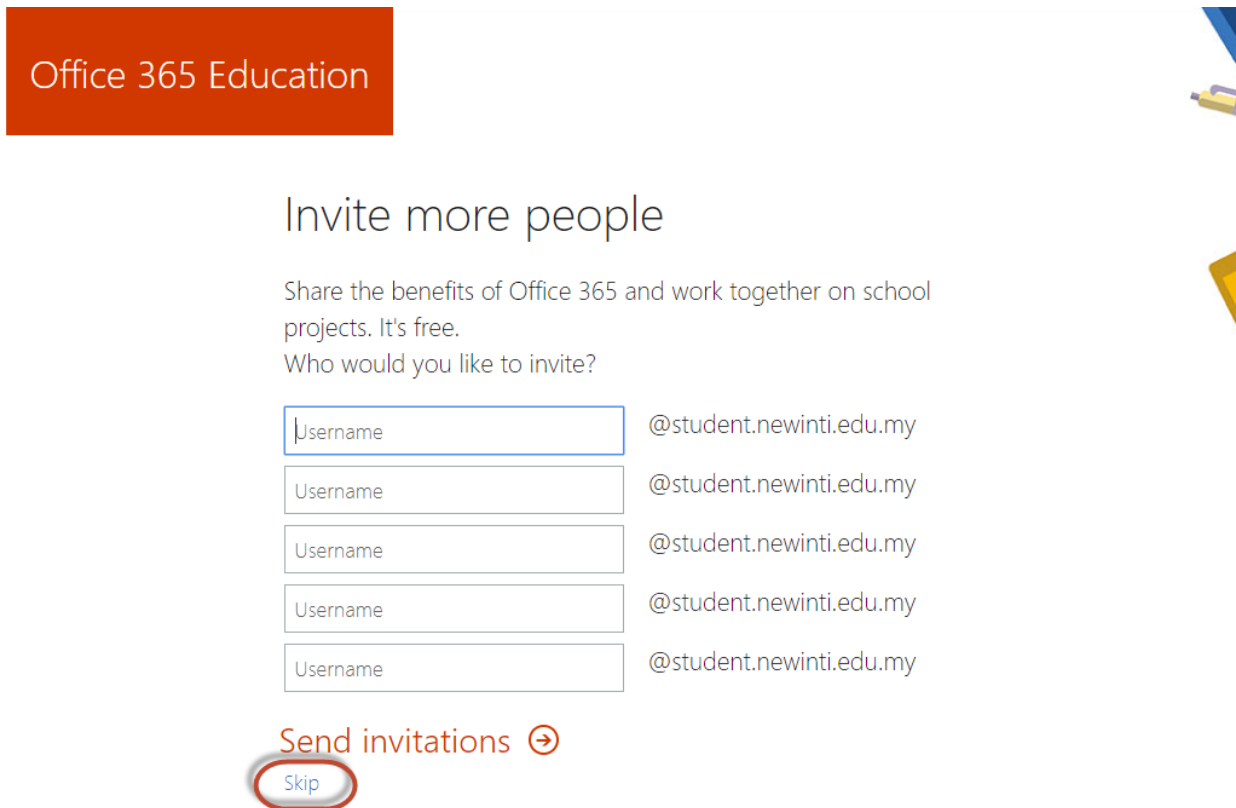 Office 365 Education
Invite more people
Share the benefits of Office 365 and work together on school
projects. It's free.
Who would you like to invite?
Username @student.newinti.edu.my
Username @student.newinti.edu.my
Username @student.newinti.edu.my
Username @student.newinti.edu.my
Username @student.newinti.edu.my
Send invitations
Skip